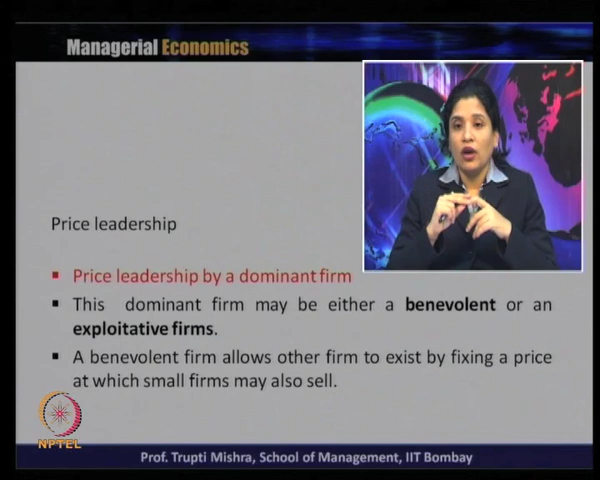 Managerial Economics
Price leadership
Price leadership by a dominant firm
This dominant firm may be either a benevolent or an
exploitative firms.
A benevolent firm allows other firm to exist by fixing a price
at which small firms may also sell.
NPTEL
Prof. Trupti Mishra, School of Management, IIT Bombay